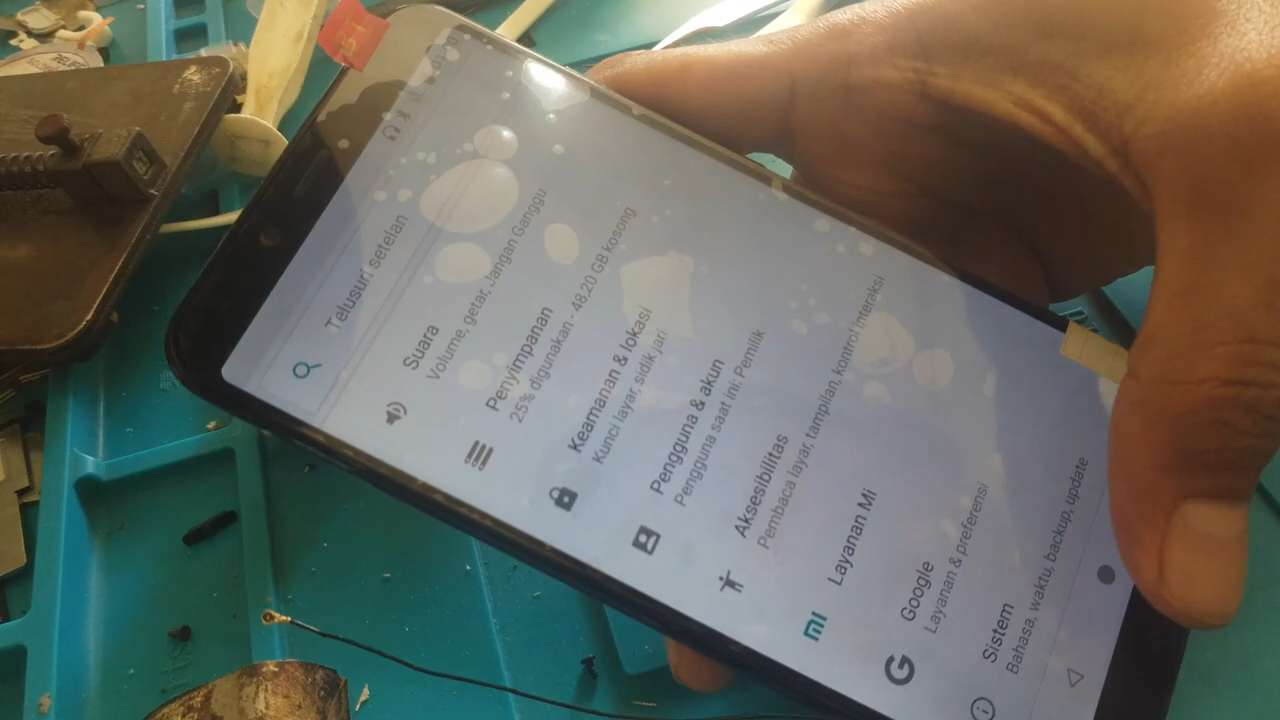 Telusuri setelan
Suara
Volume, getar, Jangan Ganggu
Penyimpanan
25% digunakan - 48,20 GB kosong
Keamanan & lokasi
Kunci layar, sidik jari
Pengguna & akun
Pengguna saat ini: Pemilik
Aksesibilitas
Pembaca layar, tampilan, kontrol interaksi
Layanan Mi
Google
Layanan & preferensi
Sistem
Bahasa, waktu, backup, update